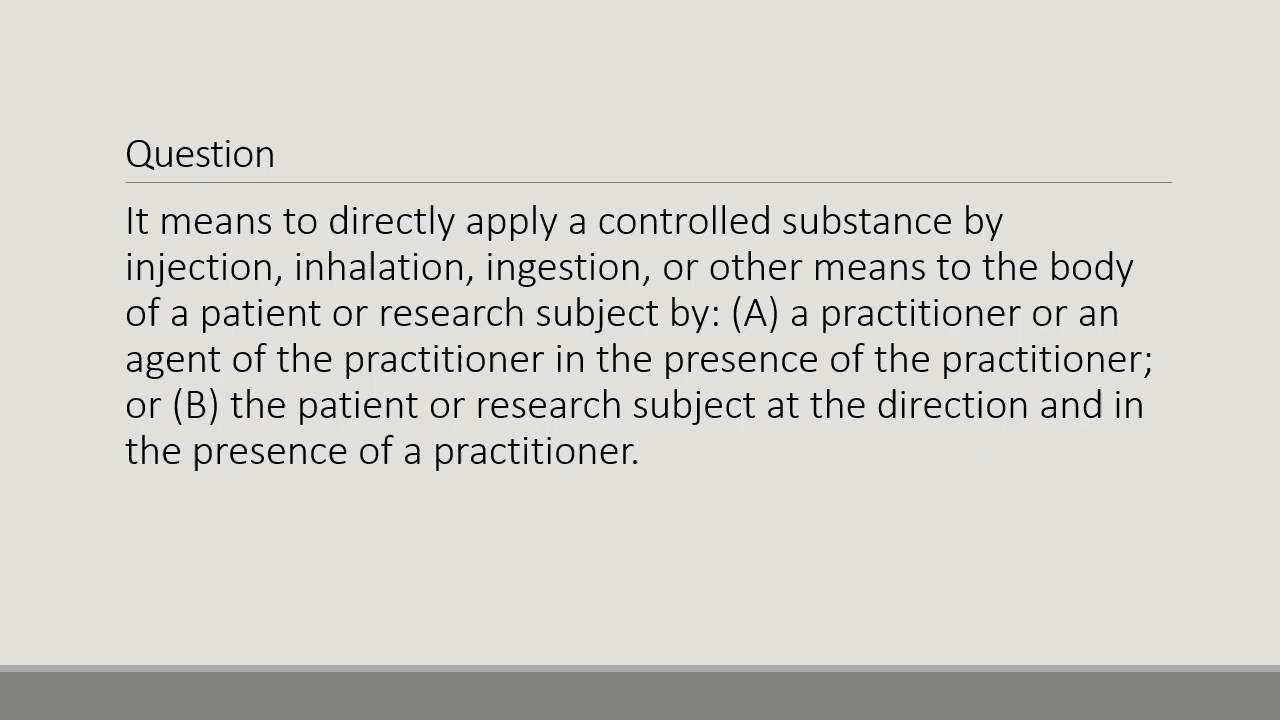 Question
It means to directly apply a controlled substance by
injection, inhalation, ingestion, or other means to the body
of a patient or research subject by: (A) a practitioner or an
agent of the practitioner in the presence of the practitioner;
or (B) the patient or research subject at the direction and in
the presence of a practitioner.